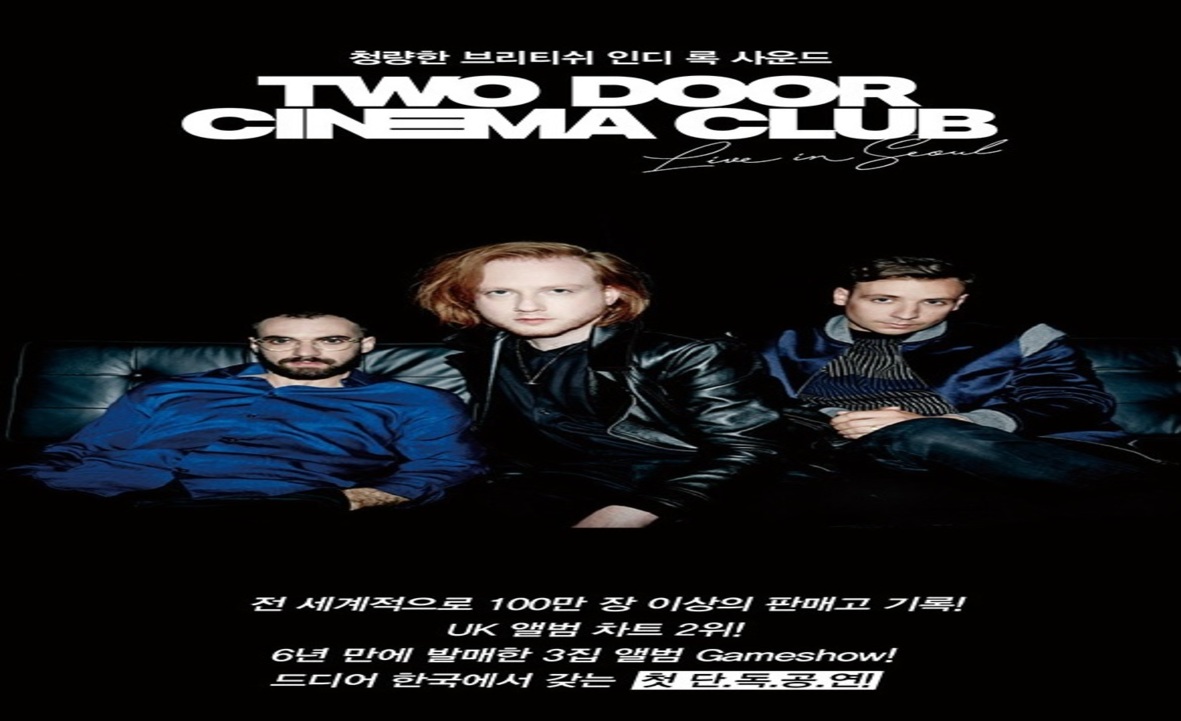 청량한 브리티쉬 인디 록 사운드
TWO DOOR
CINEMA CLUB
Live in Seoul
전 세계적으로 100만 장 이상의 판매고 기록!
UK 앨범 차트 2위!
6년 만에 발매한 3집 앨범 Gameshow!
드디어 한국에서 갖는 첫 단.독.공.연!